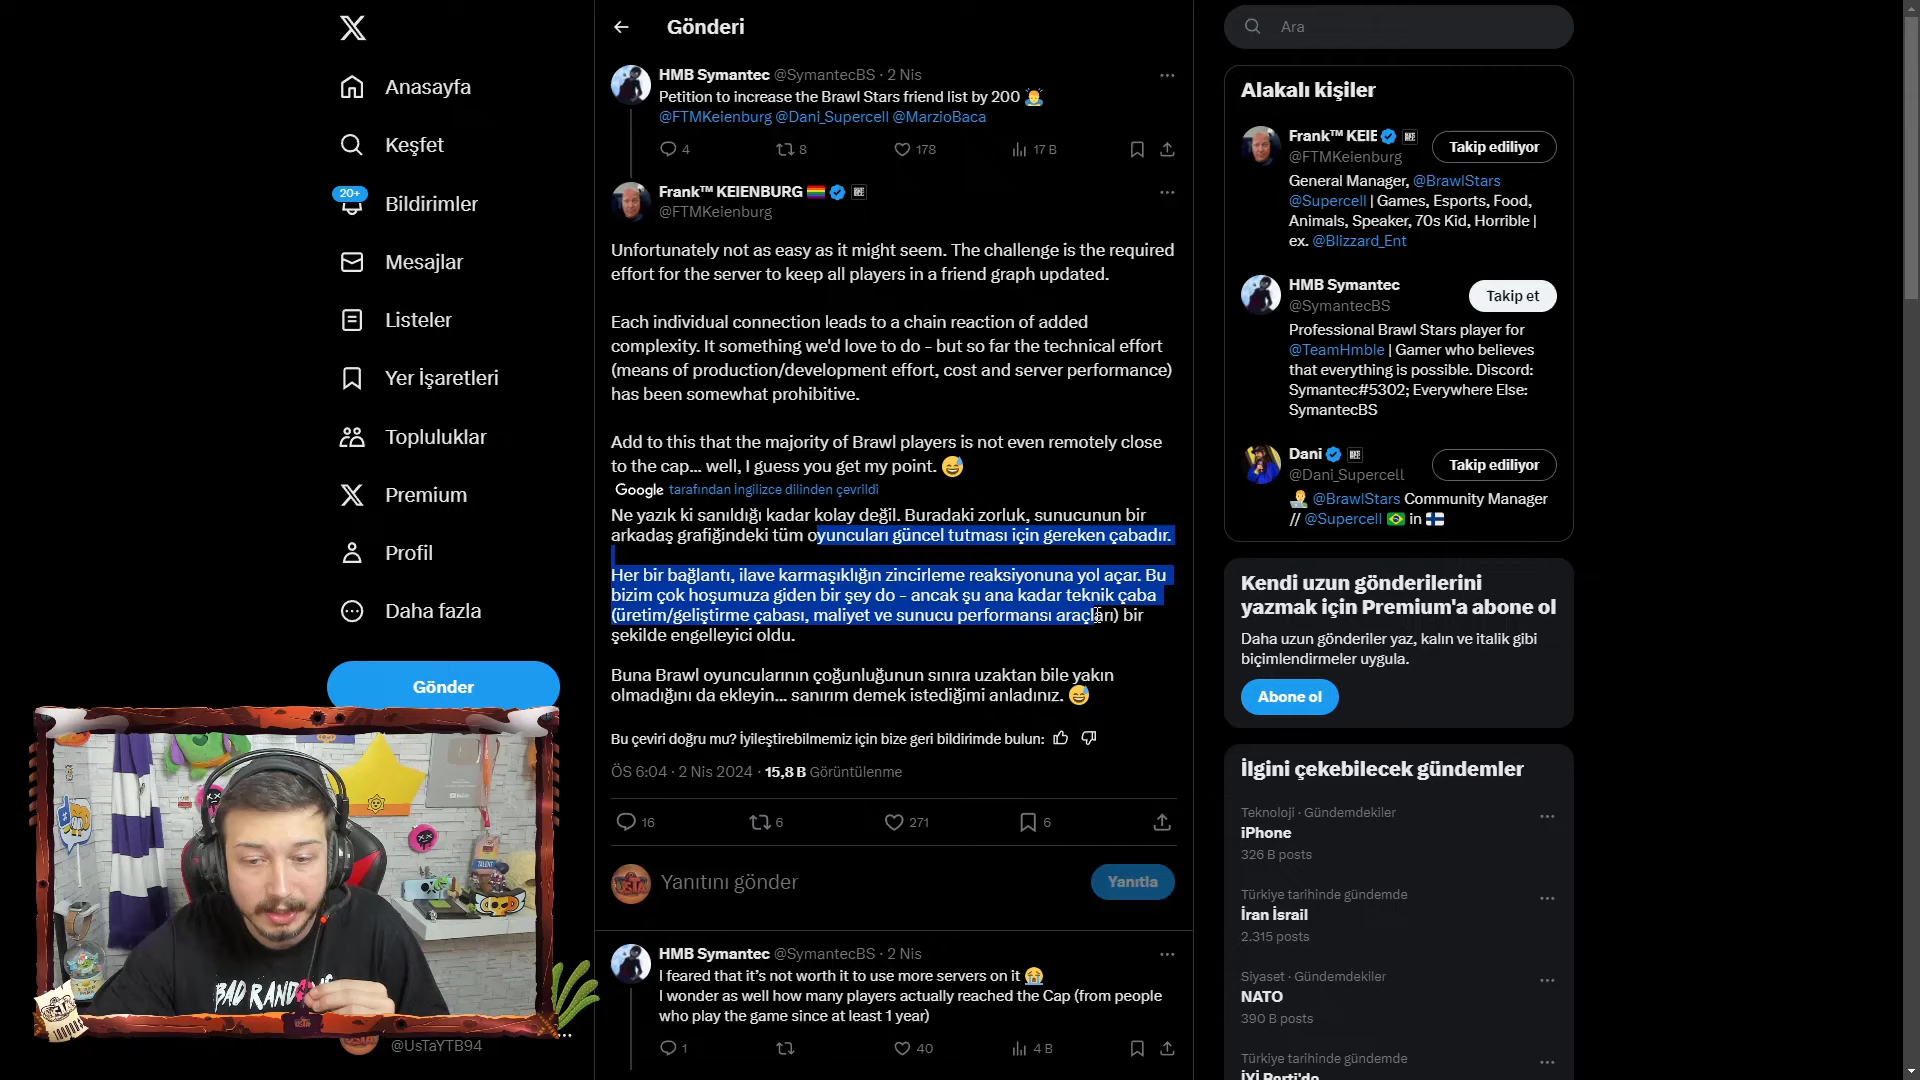 Anasayfa
Keşfet
20+
Bildirimler
Mesajlar
Listeler
Yer İşaretleri
Topluluklar
Premium
Profil
Daha fazla
Gönder
BAD RANDOMS
USTA
@UsTaYTB94
Gönderi
HMB Symantec @SymantecBS · 2 Nis
Petition to increase the Brawl Stars friend list by 200
@FTMKeienburg @Dani_Supercell @MarzioBaca
4 8 178 17 B
Frank™ KEIENBURG
@FTMKeienburg
Unfortunately not as easy as it might seem. The challenge is the required
effort for the server to keep all players in a friend graph updated.
Each individual connection leads to a chain reaction of added
complexity. It something we'd love to do - but so far the technical effort
(means of production/development effort, cost and server performance)
has been somewhat prohibitive.
Add to this that the majority of Brawl players is not even remotely close
to the cap... well, I guess you get my point.
Google tarafından İngilizce dilinden çevrildi
Ne yazık ki sanıldığı kadar kolay değil. Buradaki zorluk, sunucunun bir
arkadaş grafiğindeki tüm oyuncuları güncel tutması için gereken çabadır.
Her bir bağlantı, ilave karmaşıklığın zincirleme reaksiyonuna yol açar. Bu
bizim çok hoşumuza giden bir şey do - ancak şu ana kadar teknik çaba
(üretim/geliştirme çabası, maliyet ve sunucu performansı araçları) bir
şekilde engelleyici oldu.
Buna Brawl oyuncularının çoğunluğunun sınıra uzaktan bile yakın
olmadığını da ekleyin... sanırım demek istediğimi anladınız.
Bu çeviri doğru mu? İyileştirebilmemiz için bize geri bildirimde bulun:
ÖS 6:04 · 2 Nis 2024 · 15,8 B Görüntülenme
16 6 271 6
Yanıtını gönder
Yanıtla
HMB Symantec @SymantecBS · 2 Nis
I feared that it's not worth it to use more servers on it
I wonder as well how many players actually reached the Cap (from people
who play the game since at least 1 year)
1 40 4 B
Ara
Alakalı kişiler
Frank™ KEIE
@FTMKeienburg
Takip ediliyor
General Manager, @BrawlStars
@Supercell | Games, Esports, Food,
Animals, Speaker, 70s Kid, Horrible |
ex. @Blizzard_Ent
HMB Symantec
@SymantecBS
Takip et
Professional Brawl Stars player for
@TeamHmble | Gamer who believes
that everything is possible. Discord:
Symantec#5302; Everywhere Else:
SymantecBS
Dani
@Dani_Supercell
Takip ediliyor
@BrawlStars Community Manager
// @Supercell in
Kendi uzun gönderilerini
yazmak için Premium'a abone ol
Daha uzun gönderiler yaz, kalın ve italik gibi
biçimlendirmeler uygula.
Abone ol
İlgini çekebilecek gündemler
Teknoloji · Gündemdekiler
iPhone
326 B posts
Türkiye tarihinde gündemde
İran İsrail
2.315 posts
Siyaset · Gündemdekiler
NATO
390 B posts
Türkiye tarihinde gündemde
İYİ Parti'de